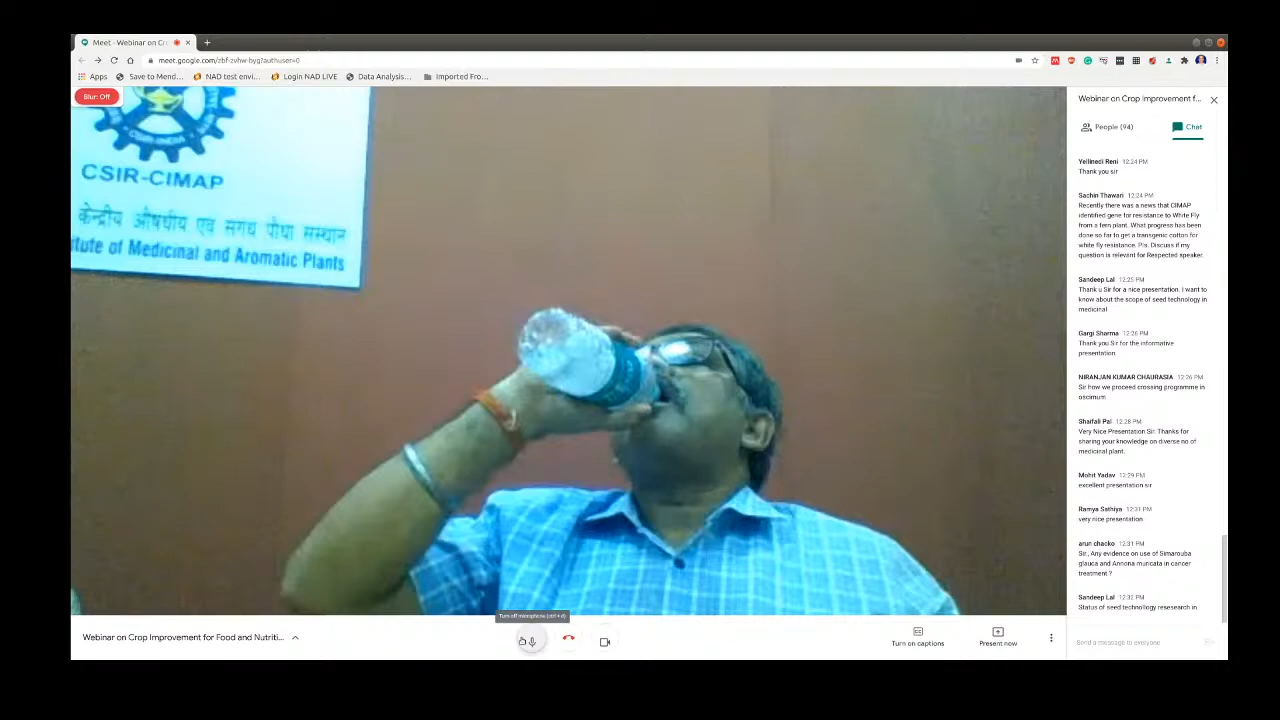 Meet - Webinar on Cr
meet.google.com/zbf-zvhw-byg?authuser=0
Apps
Save to Mend...
NAD test envi...
Login NAD LIVE
Data Analysis...
Imported Fro...
Blur: Off
CSIR-CIMAP
केन्द्रीय औषधीय एवं सगंध पौधा संस्थान
itute of Medicinal and Aromatic Plants
Turn off microphone (ctrl + d)
Webinar on Crop Improvement for Food and Nutriti...
Turn on captions
Present now
Webinar on Crop Improvement f...
People (94)
Chat
Yellinedi Reni 12:24 PM
Thank you sir
Sachin Thawari 12:24 PM
Recently there was a news that CIMAP
identified gene for resistance to White Fly
from a fern plant. What progress has been
done so far to get a transgenic cotton for
white fly resistance. Pls. Discuss if my
question is relevant for Respected speaker.
Sandeep Lal 12:25 PM
Thank u Sir for a nice presentation. I want to
know about the scope of seed technology in
medicinal
Gargi Sharma 12:26 PM
Thank you Sir for the informative
presentation
NIRANJAN KUMAR CHAURASIA 12:26 PM
Sir how we proceed crossing programme in
oscimum
Shaifali Pal 12:28 PM
Very Nice Presentation Sir. Thanks for
sharing your knowledge on diverse no of
medicinal plant.
Mohit Yadav 12:29 PM
excellent presentation sir
Ramya Sathiya 12:31 PM
very nice presentation
arun chacko 12:31 PM
Sir., Any evidence on use of Simarouba
glauca and Annona muricata in cancer
treatment ?
Sandeep Lal 12:32 PM
Status of seed technollogy resesearch in
Send a message to everyone